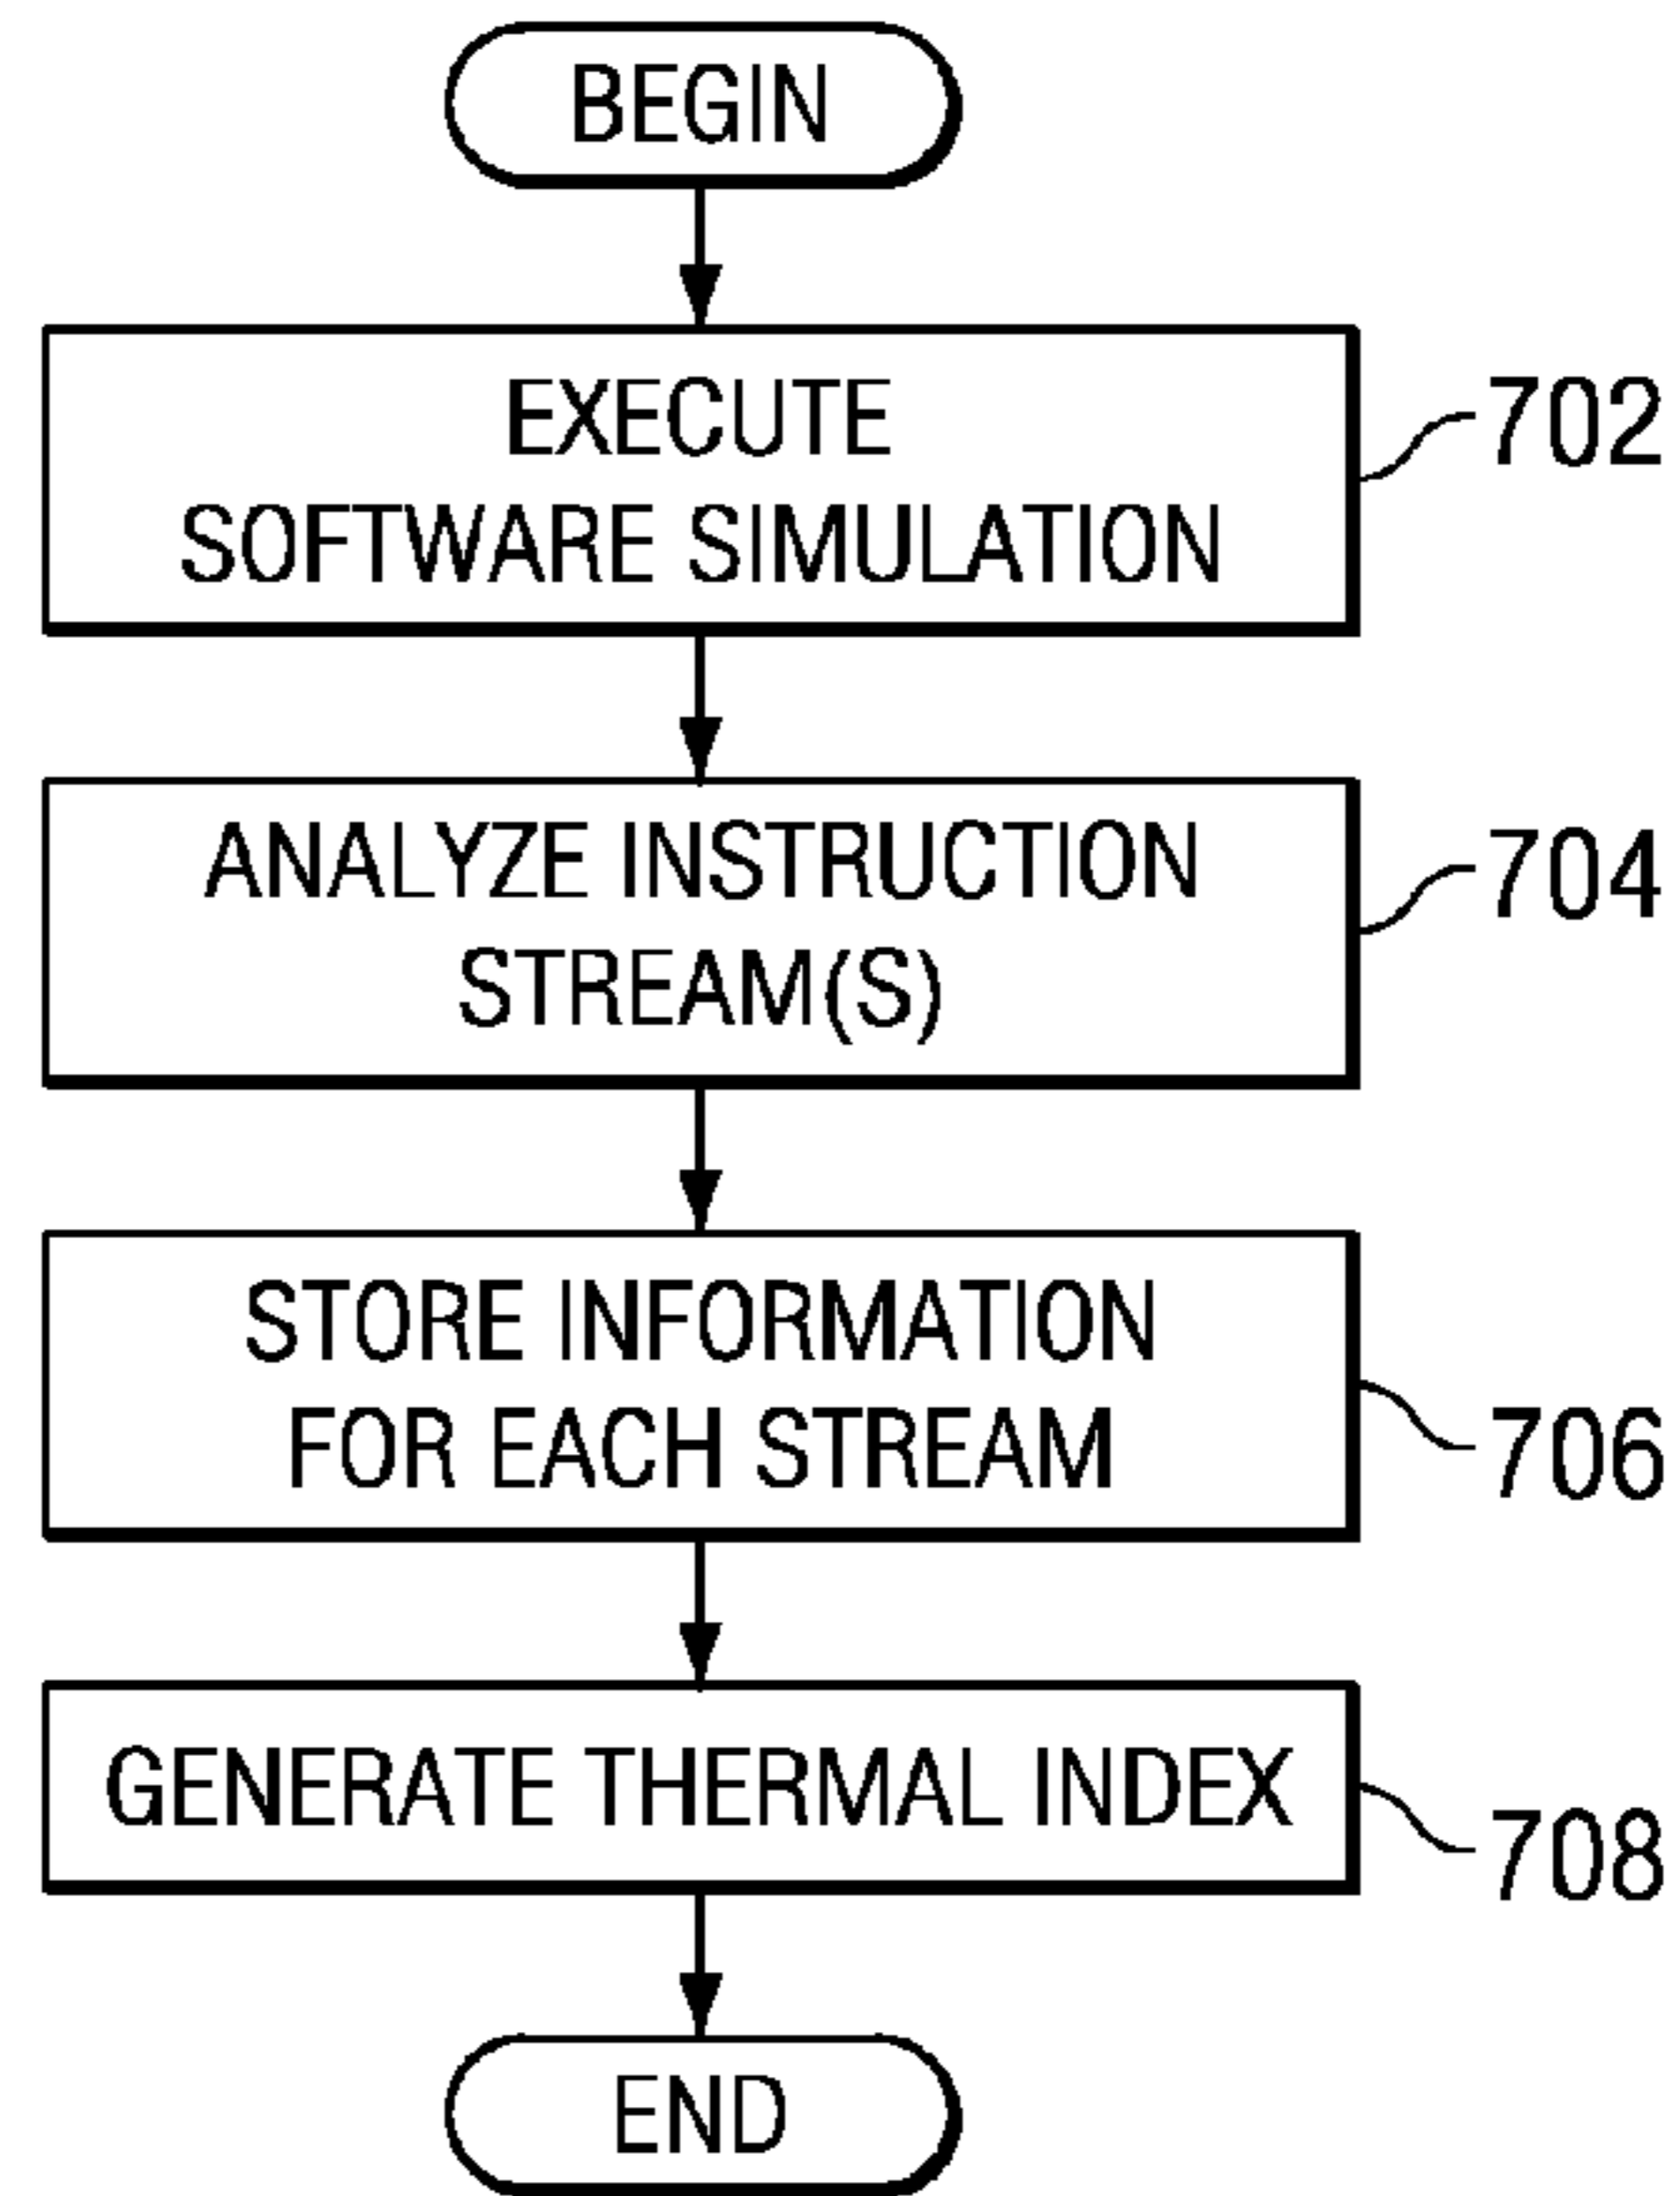 BEGIN
EXECUTE
SOFTWARE SIMULATION
702
ANALYZE INSTRUCTION
STREAM(S)
704
STORE INFORMATION
FOR EACH STREAM
706
GENERATE THERMAL INDEX
708
END